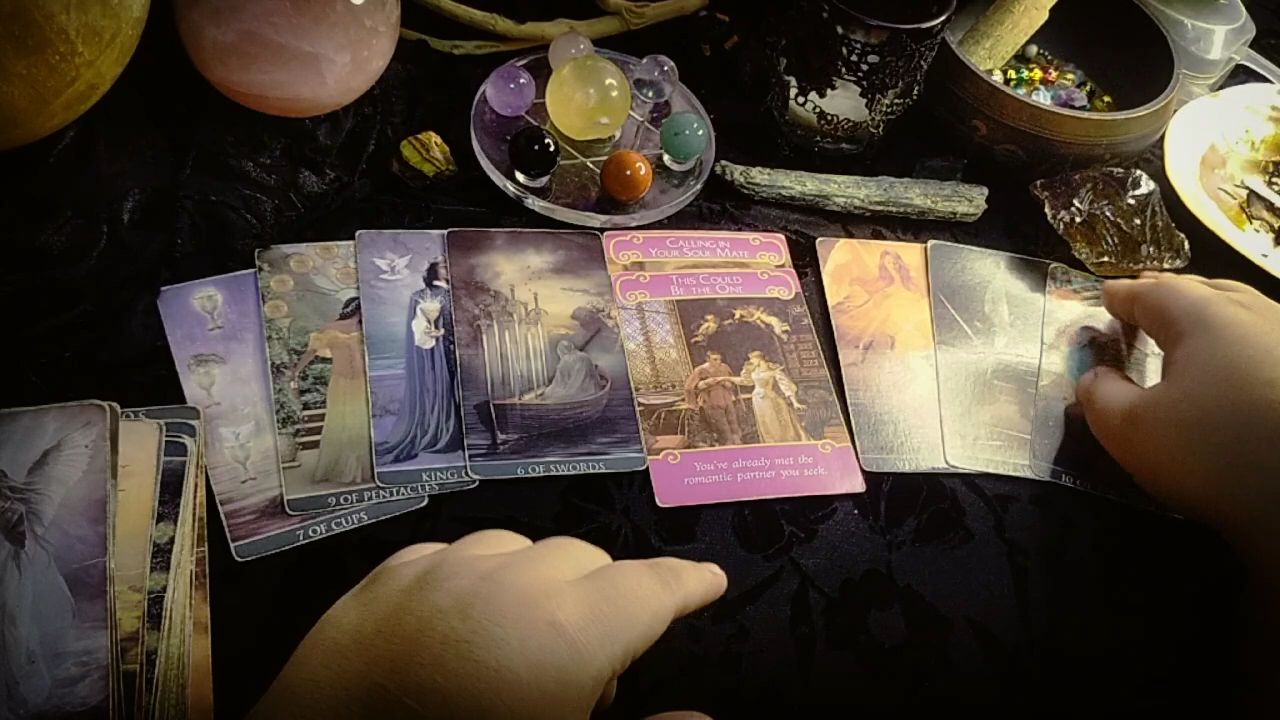 CALLING IN
YOUR SOUL MATE
THIS COULD
BE THE ONE
You've already met the
romantic partner you seek.
6 OF SWORDS
KING
9 OF PENTACLES
7 OF CUPS